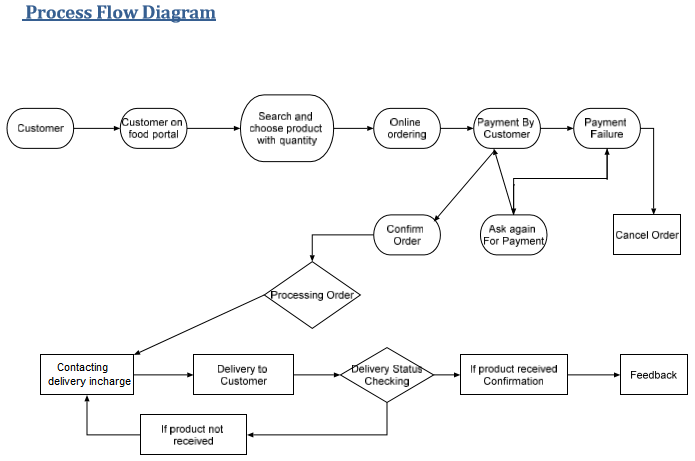 Process Flow Diagram
Customer
Customer on
food portal
Search and
choose product
with quantity
Online
ordering
Payment By
Customer
Payment
Failure
Confirm
Order
Ask again
For Payment
Cancel Order
Processing Order
Contacting
delivery incharge
Delivery to
Customer
Delivery Status
Checking
If product received
Confirmation
Feedback
If product not
received